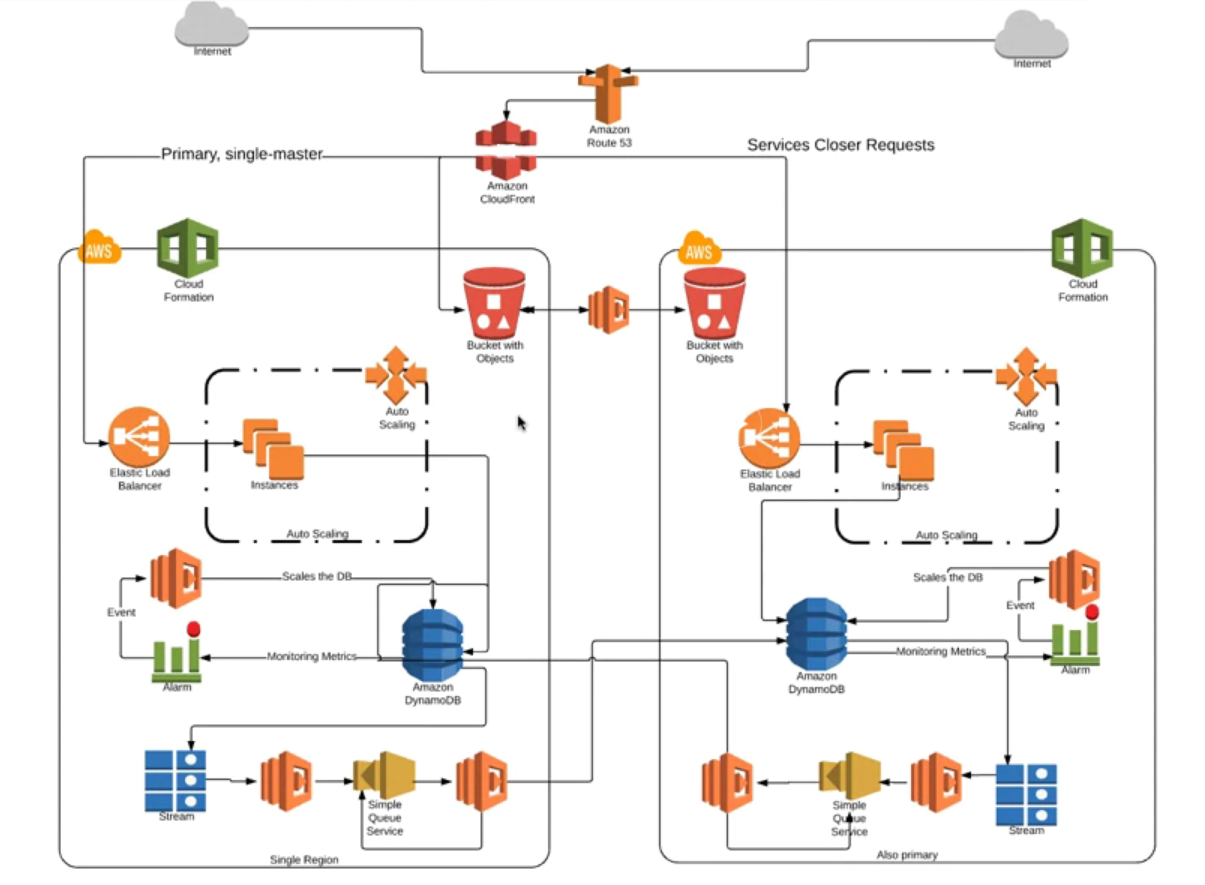 Internet
Internet
Amazon
Route 53
Services Closer Requests
Primary, single-master
Amazon
CloudFront
AWS
AWS
Cloud
Formation
Cloud
Formation
Bucket with
Objects
Bucket with
Objects
Auto
Scaling
Auto
Scaling
Elastic Load
Balancer
Instances
Elastic Load
Balancer
Instances
Auto Scaling
Auto Scaling
Scales the DB
Scales the DB
Event
Event
Monitoring Metrics
Monitoring Metrics
Alarm
Alarm
Amazon
DynamoDB
Amazon
DynamoDB
Stream
Simple
Queue
Service
Simple
Queue
Service
Stream
Single Region
Also primary